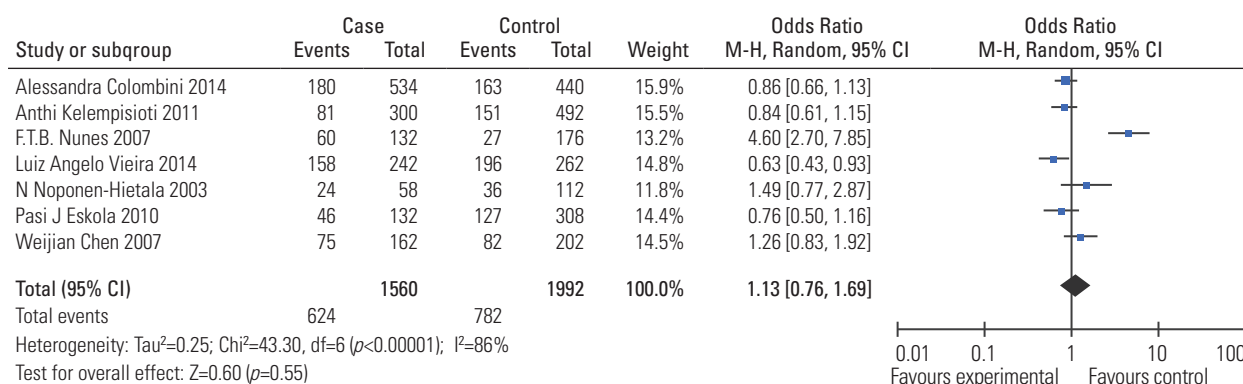 Case Control Odds Ratio Odds Ratio
Study or subgroup Events Total Events Total Weight M-H, Random, 95% CI M-H, Random, 95% CI
Alessandra Colombini 2014 180 534 163 440 15.9% 0.86 [0.66, 1.13]
Anthi Kelempisioti 2011 81 300 151 492 15.5% 0.84 [0.61, 1.15]
F.T.B. Nunes 2007 60 132 27 176 13.2% 4.60 [2.70, 7.85]
Luiz Angelo Vieira 2014 158 242 196 262 14.8% 0.63 [0.43, 0.93]
N Noponen-Hietala 2003 24 58 36 112 11.8% 1.49 [0.77, 2.87]
Pasi J Eskola 2010 46 132 127 308 14.4% 0.76 [0.50, 1.16]
Weijian Chen 2007 75 162 82 202 14.5% 1.26 [0.83, 1.92]
Total (95% CI) 1560 1992 100.0% 1.13 [0.76, 1.69]
Total events 624 782
Heterogeneity: Tau²=0.25; Chi²=43.30, df=6 (p<0.00001); I²=86%
Test for overall effect: Z=0.60 (p=0.55)
0.01 0.1 1 10 100
Favours experimental Favours control